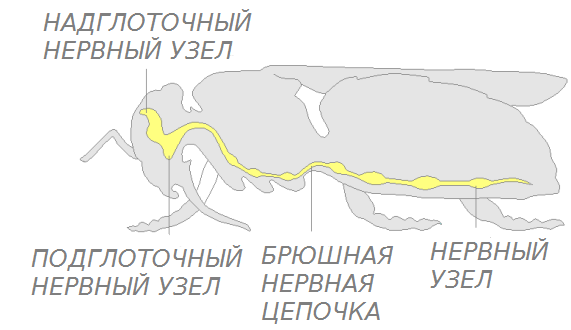 НАДГЛОТОЧНЫЙ
НЕРВНЫЙ УЗЕЛ
ПОДГЛОТОЧНЫЙ
НЕРВНЫЙ УЗЕЛ
БРЮШНАЯ
НЕРВНАЯ
ЦЕПОЧКА
НЕРВНЫЙ
УЗЕЛ